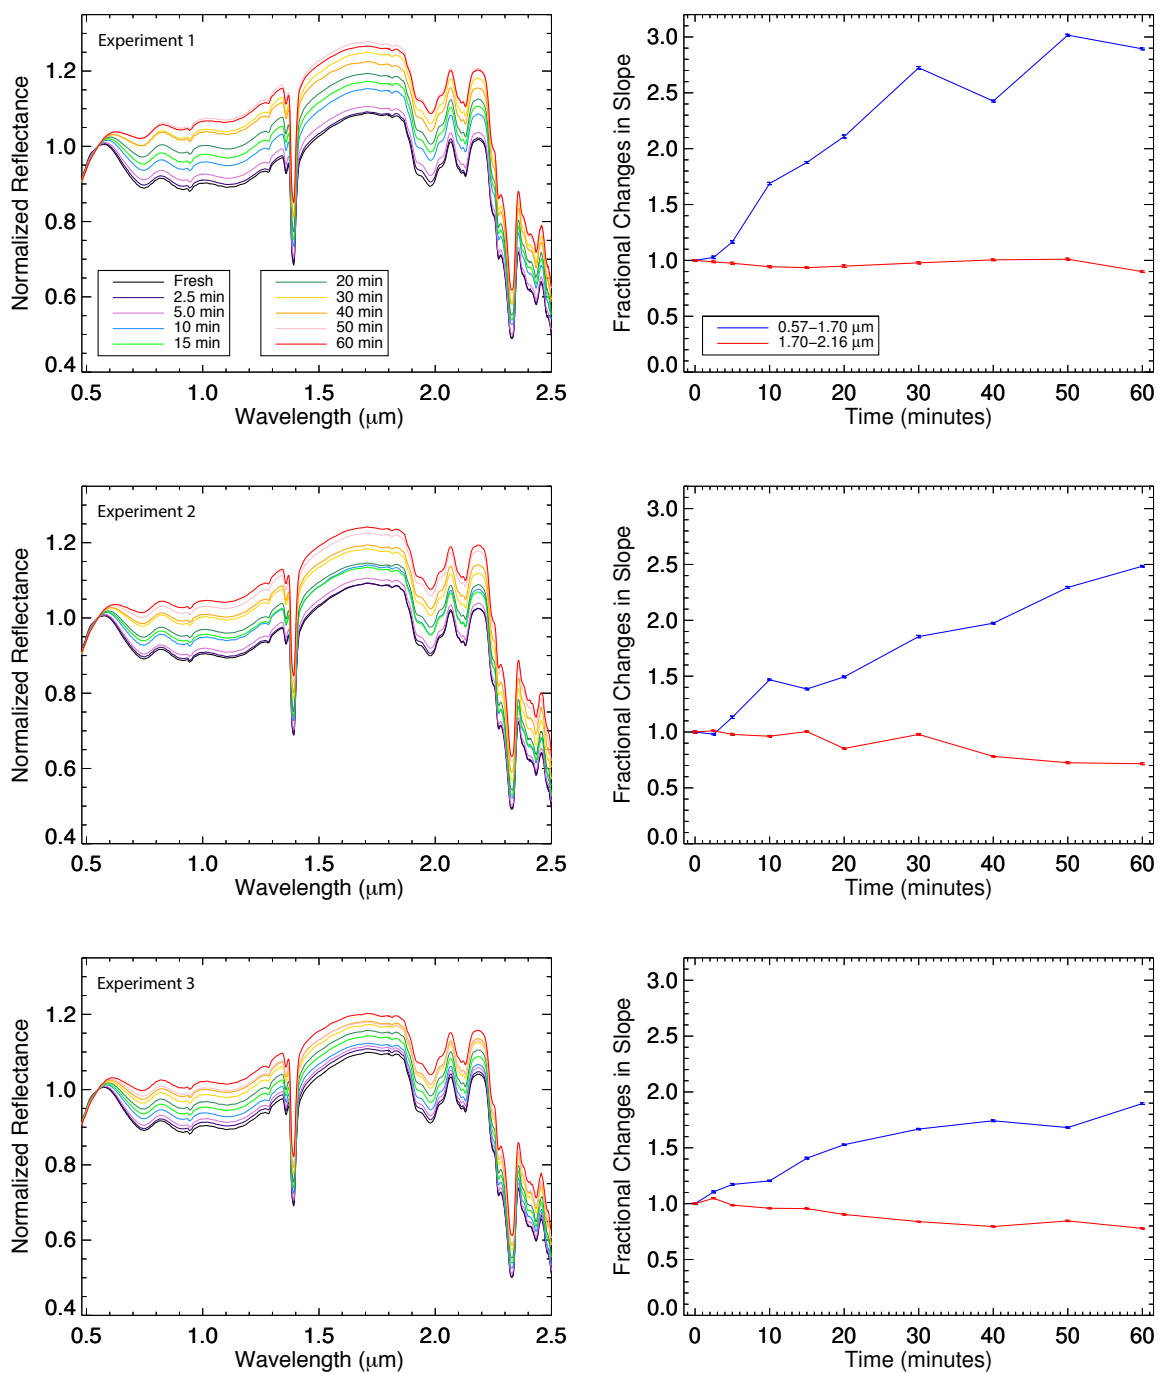 Experiment 1
Normalized Reflectance
1.2
1.0
0.8
0.6
0.4
Fresh
2.5 min
5.0 min
10 min
15 min
20 min
30 min
40 min
50 min
60 min
0.5 1.0 1.5 2.0 2.5
Wavelength (μm)
Fractional Changes in Slope
3.0
2.5
2.0
1.5
1.0
0.5
0.0
0.57−1.70 μm
1.70−2.16 μm
0 10 20 30 40 50 60
Time (minutes)
Experiment 2
Normalized Reflectance
1.2
1.0
0.8
0.6
0.4
0.5 1.0 1.5 2.0 2.5
Wavelength (μm)
Fractional Changes in Slope
3.0
2.5
2.0
1.5
1.0
0.5
0.0
0 10 20 30 40 50 60
Time (minutes)
Experiment 3
Normalized Reflectance
1.2
1.0
0.8
0.6
0.4
0.5 1.0 1.5 2.0 2.5
Wavelength (μm)
Fractional Changes in Slope
3.0
2.5
2.0
1.5
1.0
0.5
0.0
0 10 20 30 40 50 60
Time (minutes)